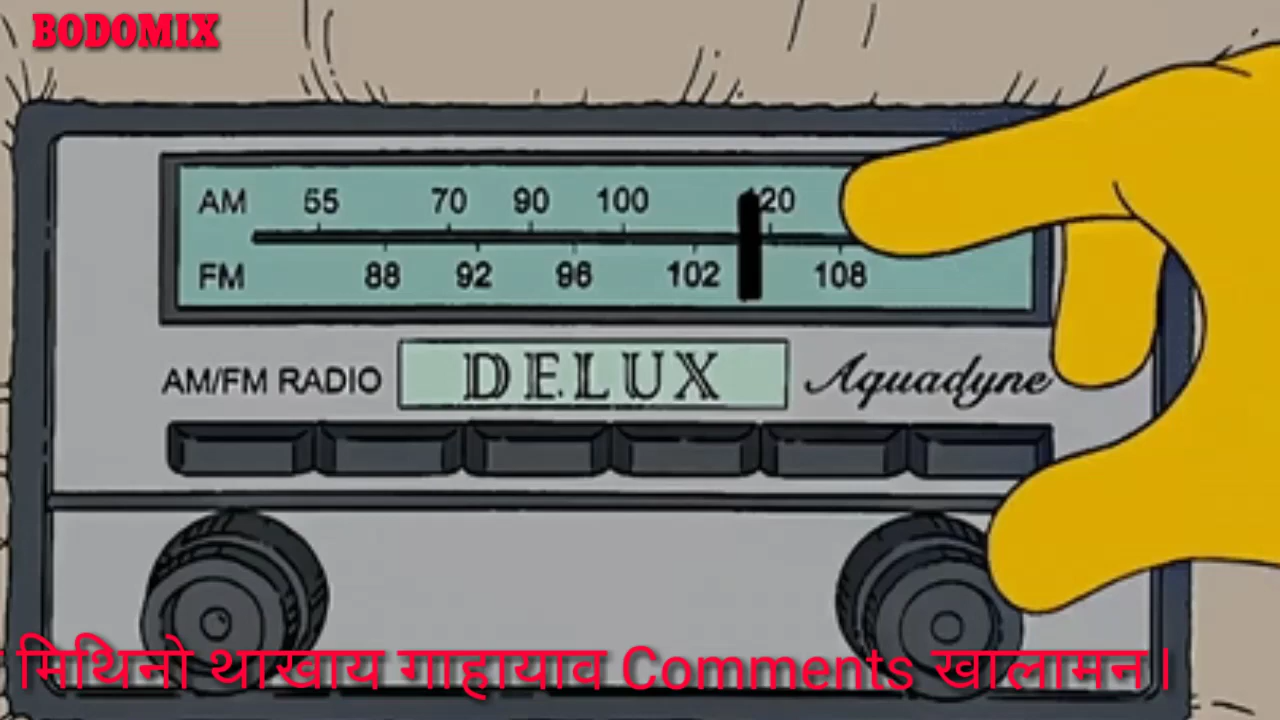 BODOMIX
AM 55 70 90 100 120
FM 88 92 96 102 108
AM/FM RADIO DELUX Aquadyne
मिथिनो थाखाय गाहायाव Comments खालामन।